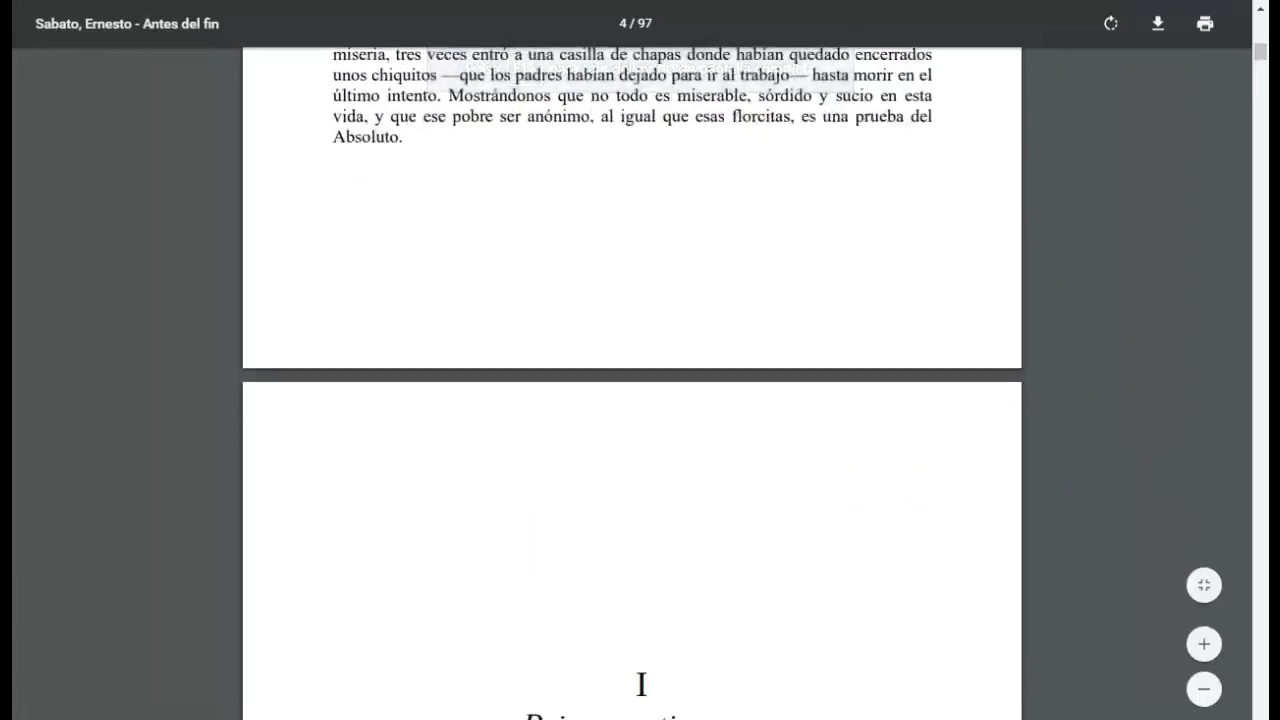 Sabato, Ernesto - Antes del fin
4 / 97
miseria, tres veces entró a una casilla de chapas donde habían quedado encerrados
unos chiquitos —que los padres habían dejado para ir al trabajo— hasta morir en el
último intento. Mostrándonos que no todo es miserable, sórdido y sucio en esta
vida, y que ese pobre ser anónimo, al igual que esas florcitas, es una prueba del
Absoluto.
I